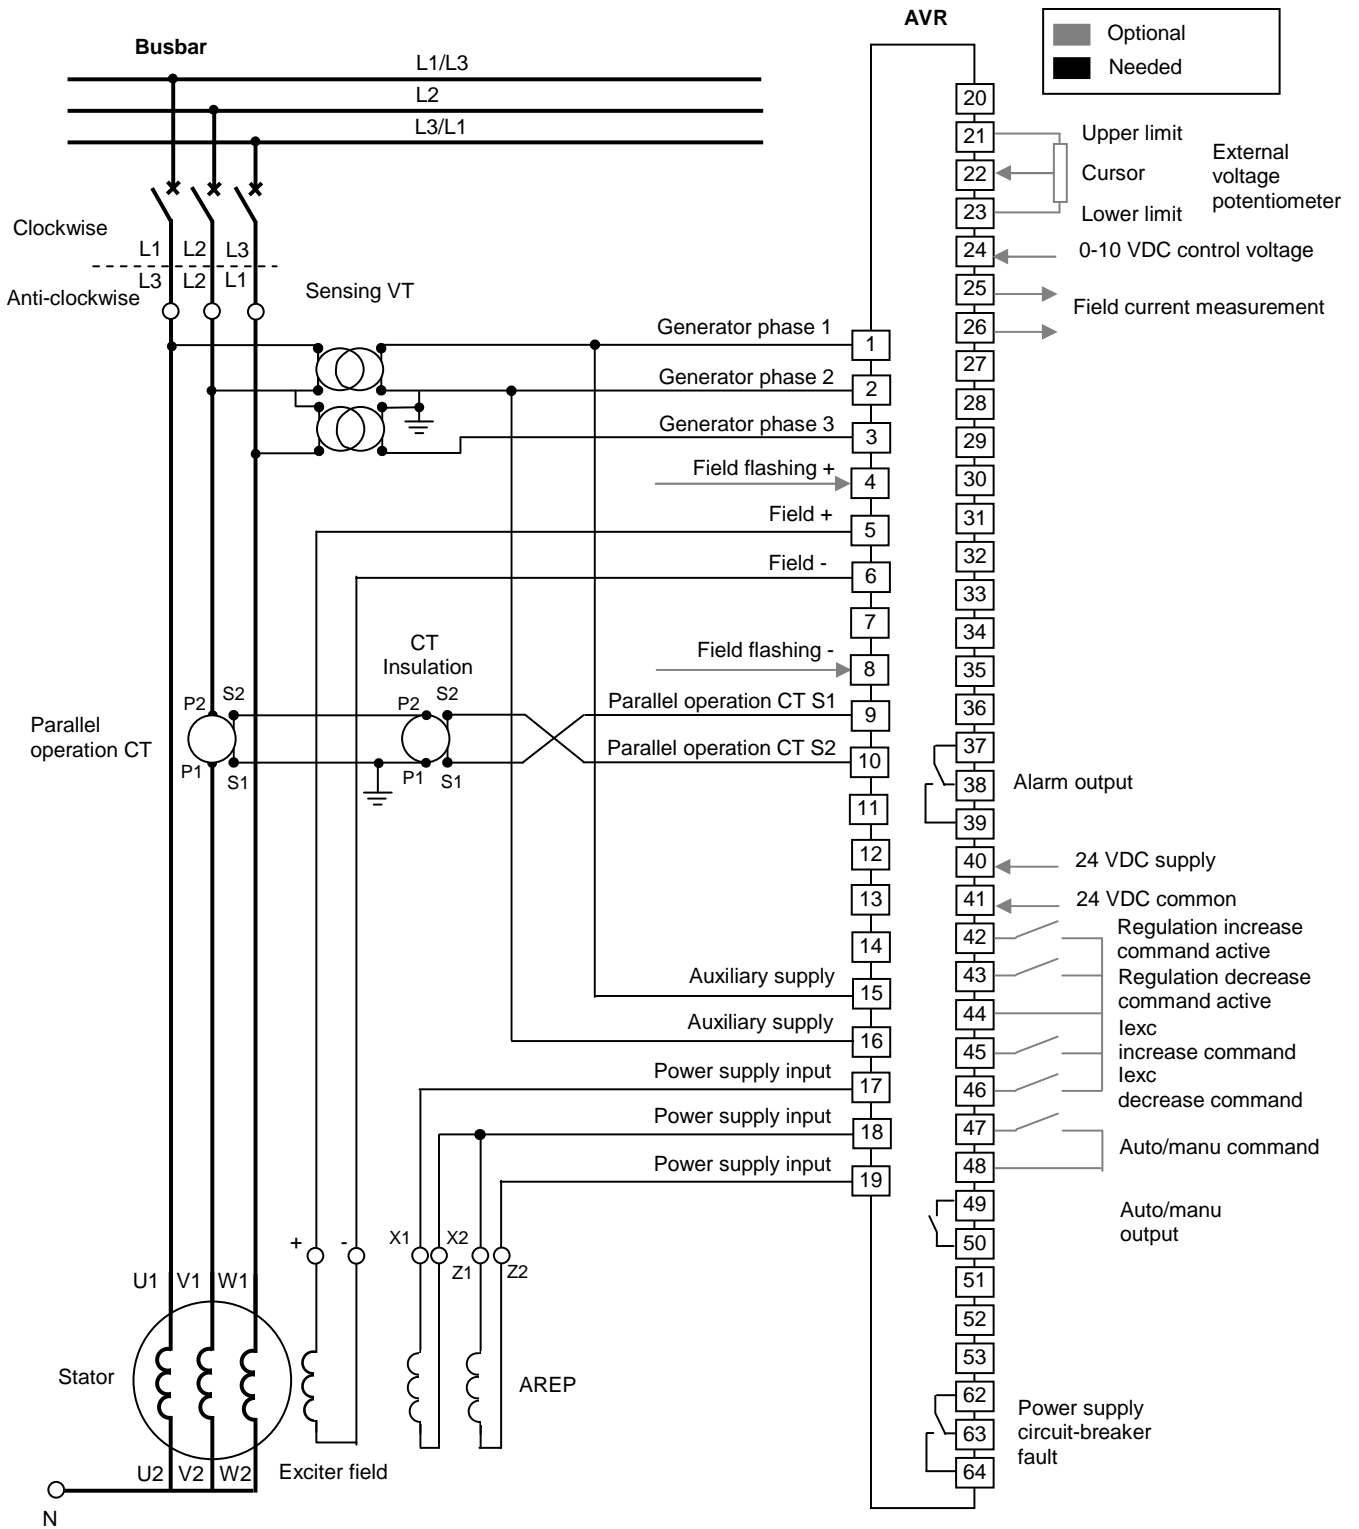 AVR
Optional
Needed
Busbar
L1/L3
L2
L3/L1
Clockwise
L1 L2 L3
Anti-clockwise
L3 L2 L1
Sensing VT
Generator phase 1
1
Generator phase 2
2
Generator phase 3
3
Field flashing +
4
Field +
5
Field -
6
7
Field flashing -
8
Parallel operation CT S1
9
Parallel operation CT S2
10
11
12
13
14
Auxiliary supply
15
Auxiliary supply
16
Power supply input
17
Power supply input
18
Power supply input
19
CT
Insulation
P2 S2
P1 S1
Parallel
operation CT
P2 S2
P1 S1
+ -
X1 X2
Z1 Z2
U1 V1 W1
Stator
AREP
Exciter field
U2 V2 W2
N
20
21
Upper limit
22
Cursor
23
Lower limit
External
voltage
potentiometer
24
0-10 VDC control voltage
25
26
Field current measurement
27
28
29
30
31
32
33
34
35
36
37
38
Alarm output
39
40
24 VDC supply
41
24 VDC common
42
Regulation increase
command active
43
Regulation decrease
command active
44
45
Iexc
increase command
46
Iexc
decrease command
47
48
Auto/manu command
49
50
Auto/manu
output
51
52
53
62
63
64
Power supply
circuit-breaker
fault